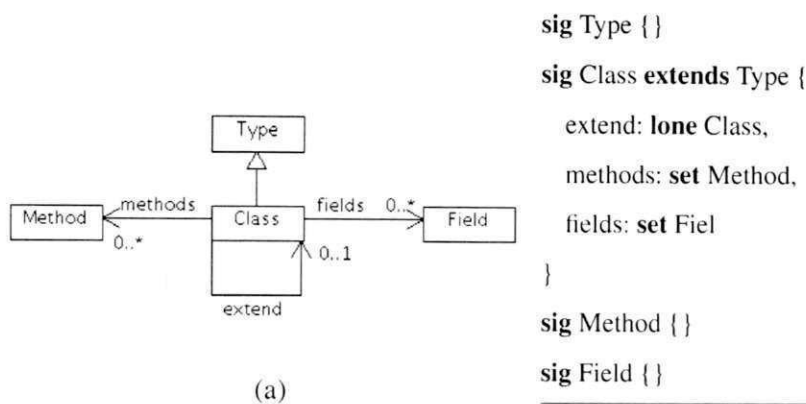 Type
Method
methods
0..*
Class
fields
0..*
Field
0..1
extend
(a)
sig Type {}
sig Class extends Type {
extend: lone Class,
methods: set Method,
fields: set Fiel
}
sig Method {}
sig Field {}